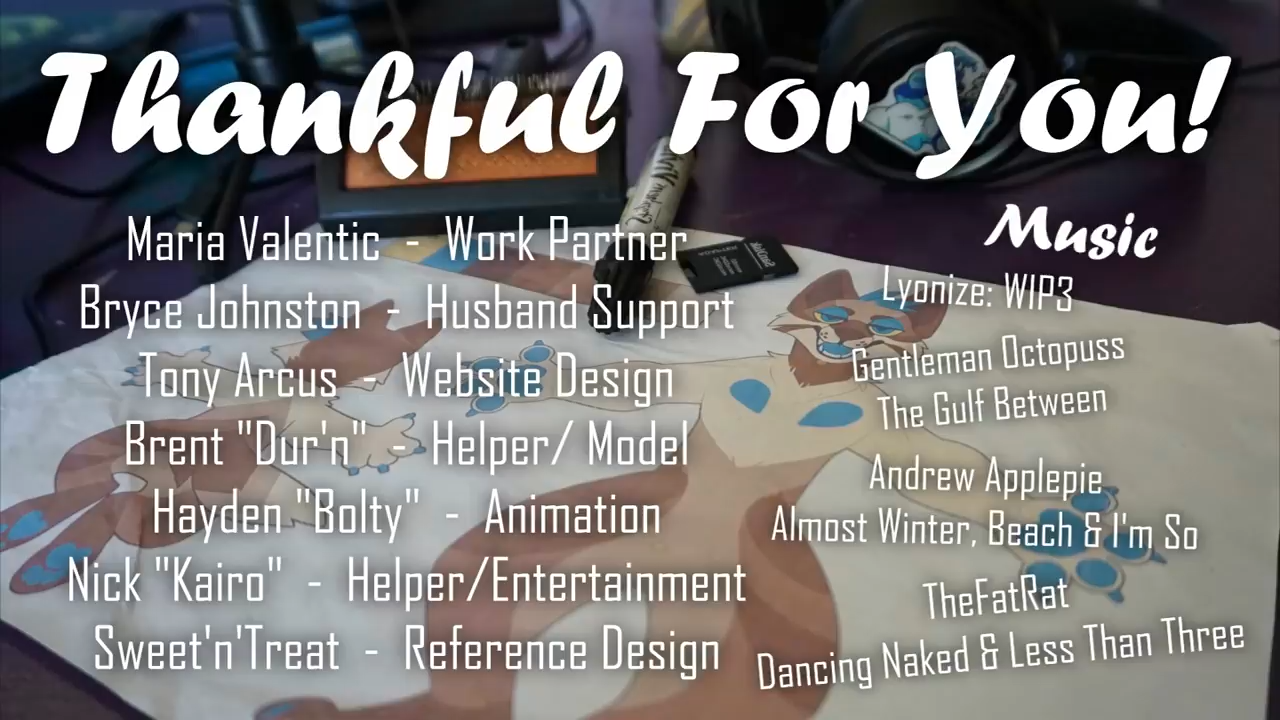 Thankful For You!
Maria Valentic - Work Partner
Bryce Johnston - Husband Support
Tony Arcus - Website Design
Brent "Dur'n" - Helper/ Model
Hayden "Bolty" - Animation
Nick "Kairo" - Helper/Entertainment
Sweet'n'Treat - Reference Design
Music
Lyonize: WIP3
Gentleman Octopuss
The Gulf Between
Andrew Applepie
Almost Winter, Beach & I'm So
TheFatRat
Dancing Naked & Less Than Three
Sharpie
SanDisk